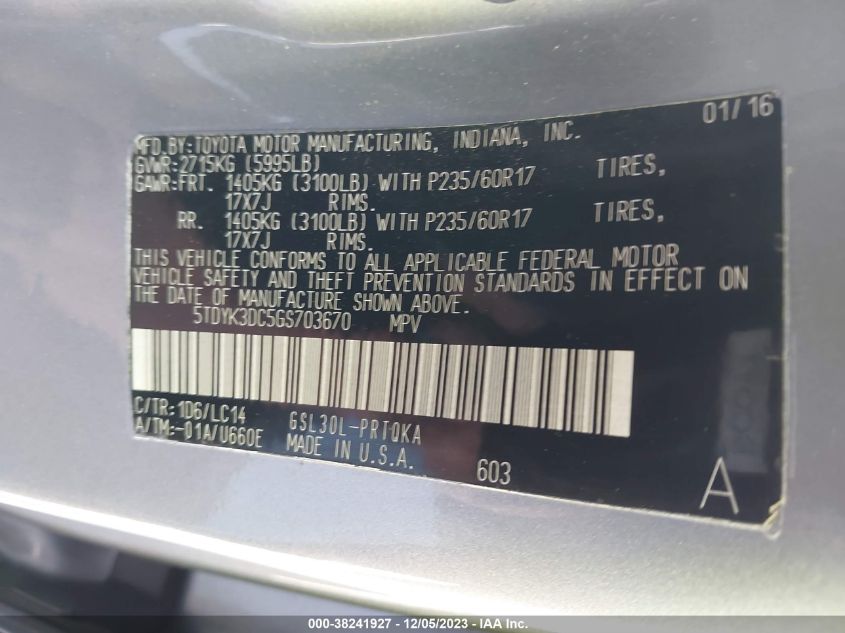 01/16
MFD.BY:TOYOTA MOTOR MANUFACTURING, INDIANA, INC.
GVWR:2715KG (5995LB)
GAWR:FRT. 1405KG (3100LB) WITH P235/60R17 TIRES,
17X7J RIMS.
RR. 1405KG (3100LB) WITH P235/60R17 TIRES,
17X7J RIMS.
THIS VEHICLE CONFORMS TO ALL APPLICABLE FEDERAL MOTOR
VEHICLE SAFETY AND THEFT PREVENTION STANDARDS IN EFFECT ON
THE DATE OF MANUFACTURE SHOWN ABOVE.
5TDYK3DC5GS703670 MPV
C/TR:1D6/LC14 GSL30L-PRTQKA
A/TM:-01A/U660E MADE IN U.S.A.
603
A
000-38241927 - 12/05/2023 - IAA Inc.